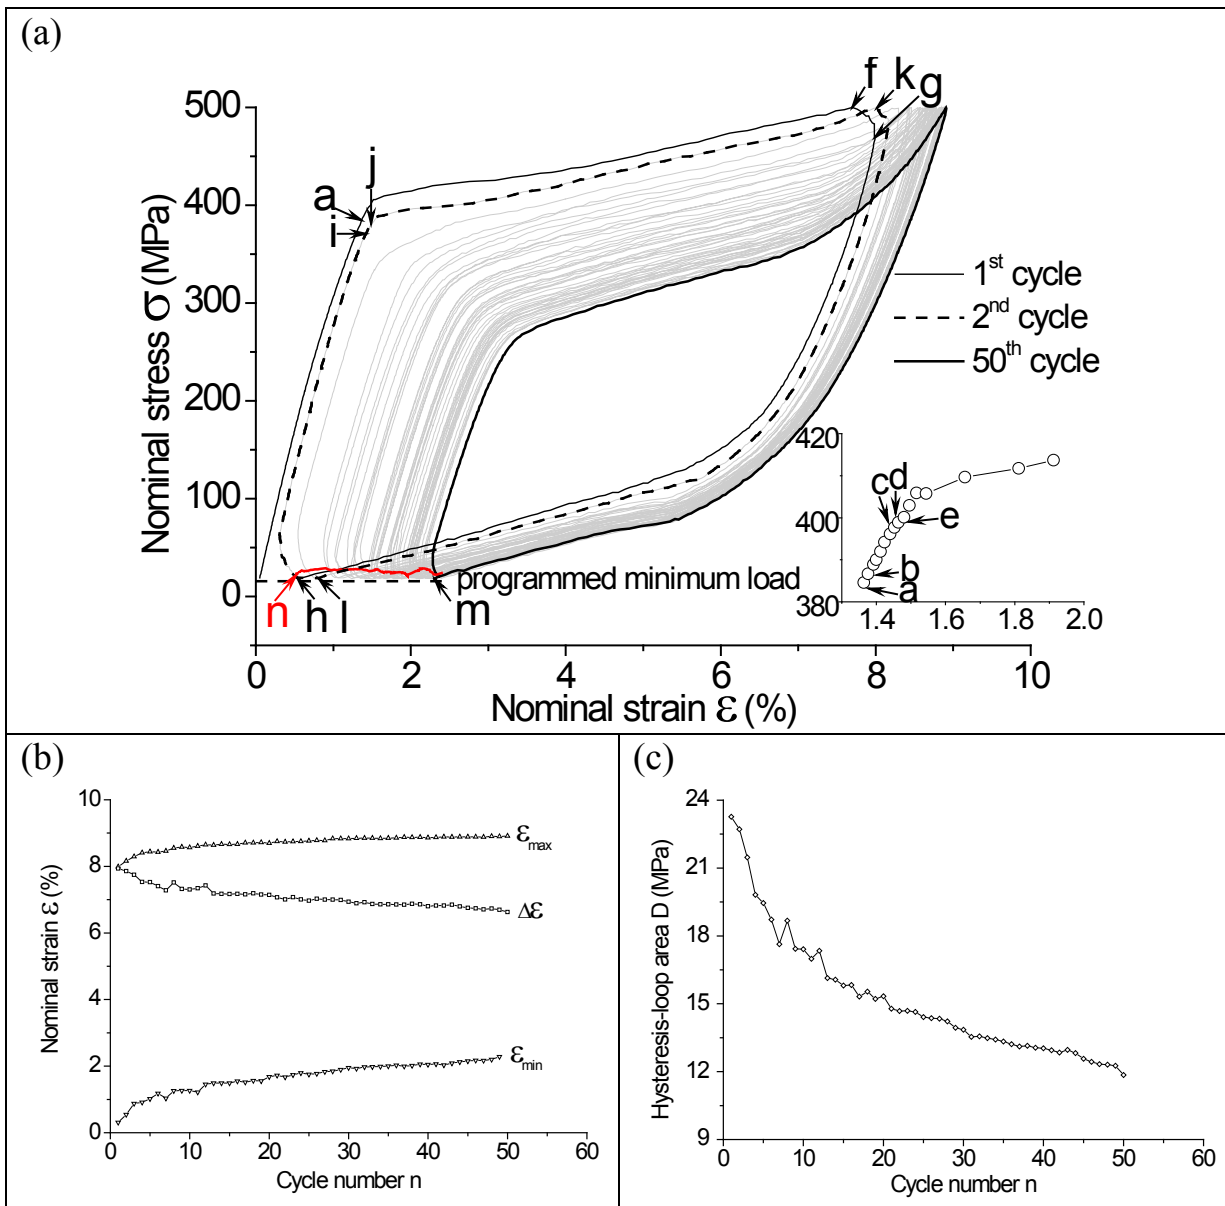 (a)
f k g
500
j
400
a
i
300
200
100
0
Nominal stress σ (MPa)
1st cycle
2nd cycle
50th cycle
420
c d
400
e
b
a
380
1.4 1.6 1.8 2.0
programmed minimum load
n h l m
0 2 4 6 8 10
Nominal strain ε (%)
(b)
10
8
6
4
2
0
Nominal strain ε (%)
εmax
Δε
εmin
0 10 20 30 40 50 60
Cycle number n
(c)
24
21
18
15
12
9
Hysteresis-loop area D (MPa)
0 10 20 30 40 50 60
Cycle number n